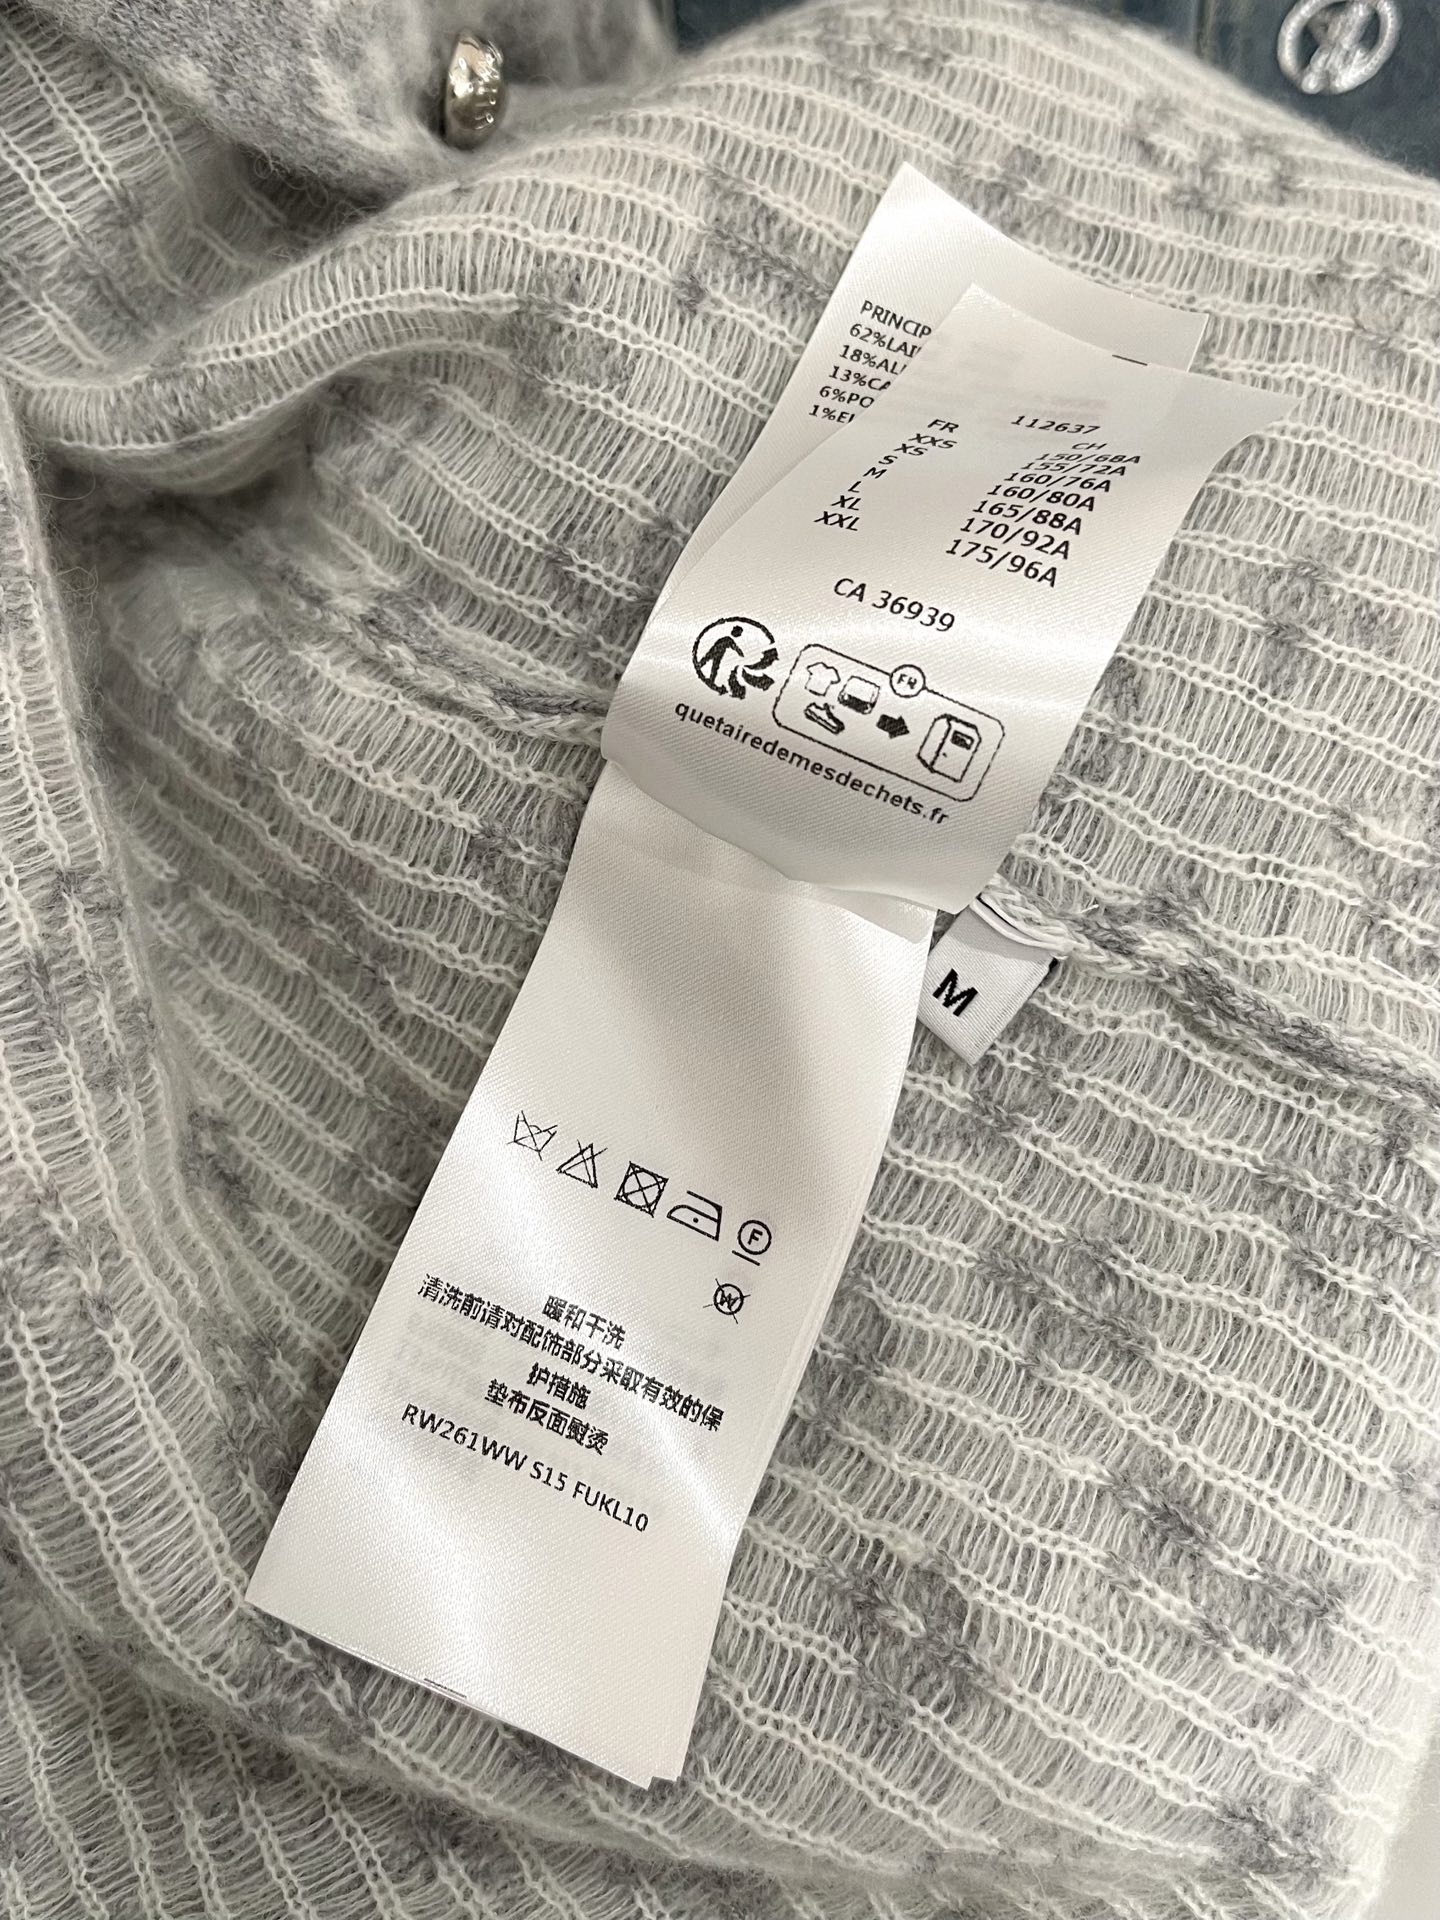 PRINCIP
62%LAI
18%AL
13%CA
6%PO
1%EL
112637
FR CH
XXS 150/68A
XS 155/72A
S 160/76A
M 160/80A
L 165/88A
XL 170/92A
XXL 175/96A
CA 36939
FR
quetairedemesdechets.fr
M
F
W
暖和干洗
清洗前请对配饰部分采取有效的保
护措施
垫布反面熨烫
RW261WW S15 FUKL10